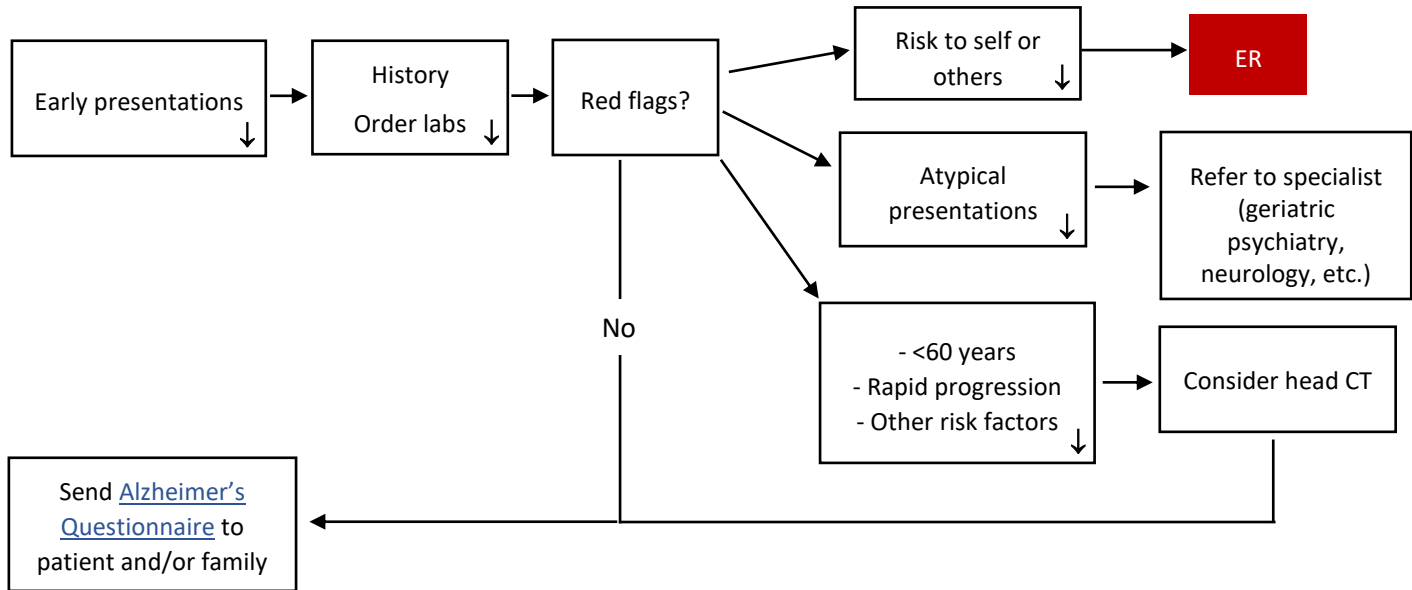 Early presentations
↓
History
Order labs ↓
Red flags?
Risk to self or
others ↓
ER
Atypical
presentations ↓
Refer to specialist
(geriatric
psychiatry,
neurology, etc.)
No
- <60 years
- Rapid progression
- Other risk factors ↓
Consider head CT
Send Alzheimer’s
Questionnaire to
patient and/or family